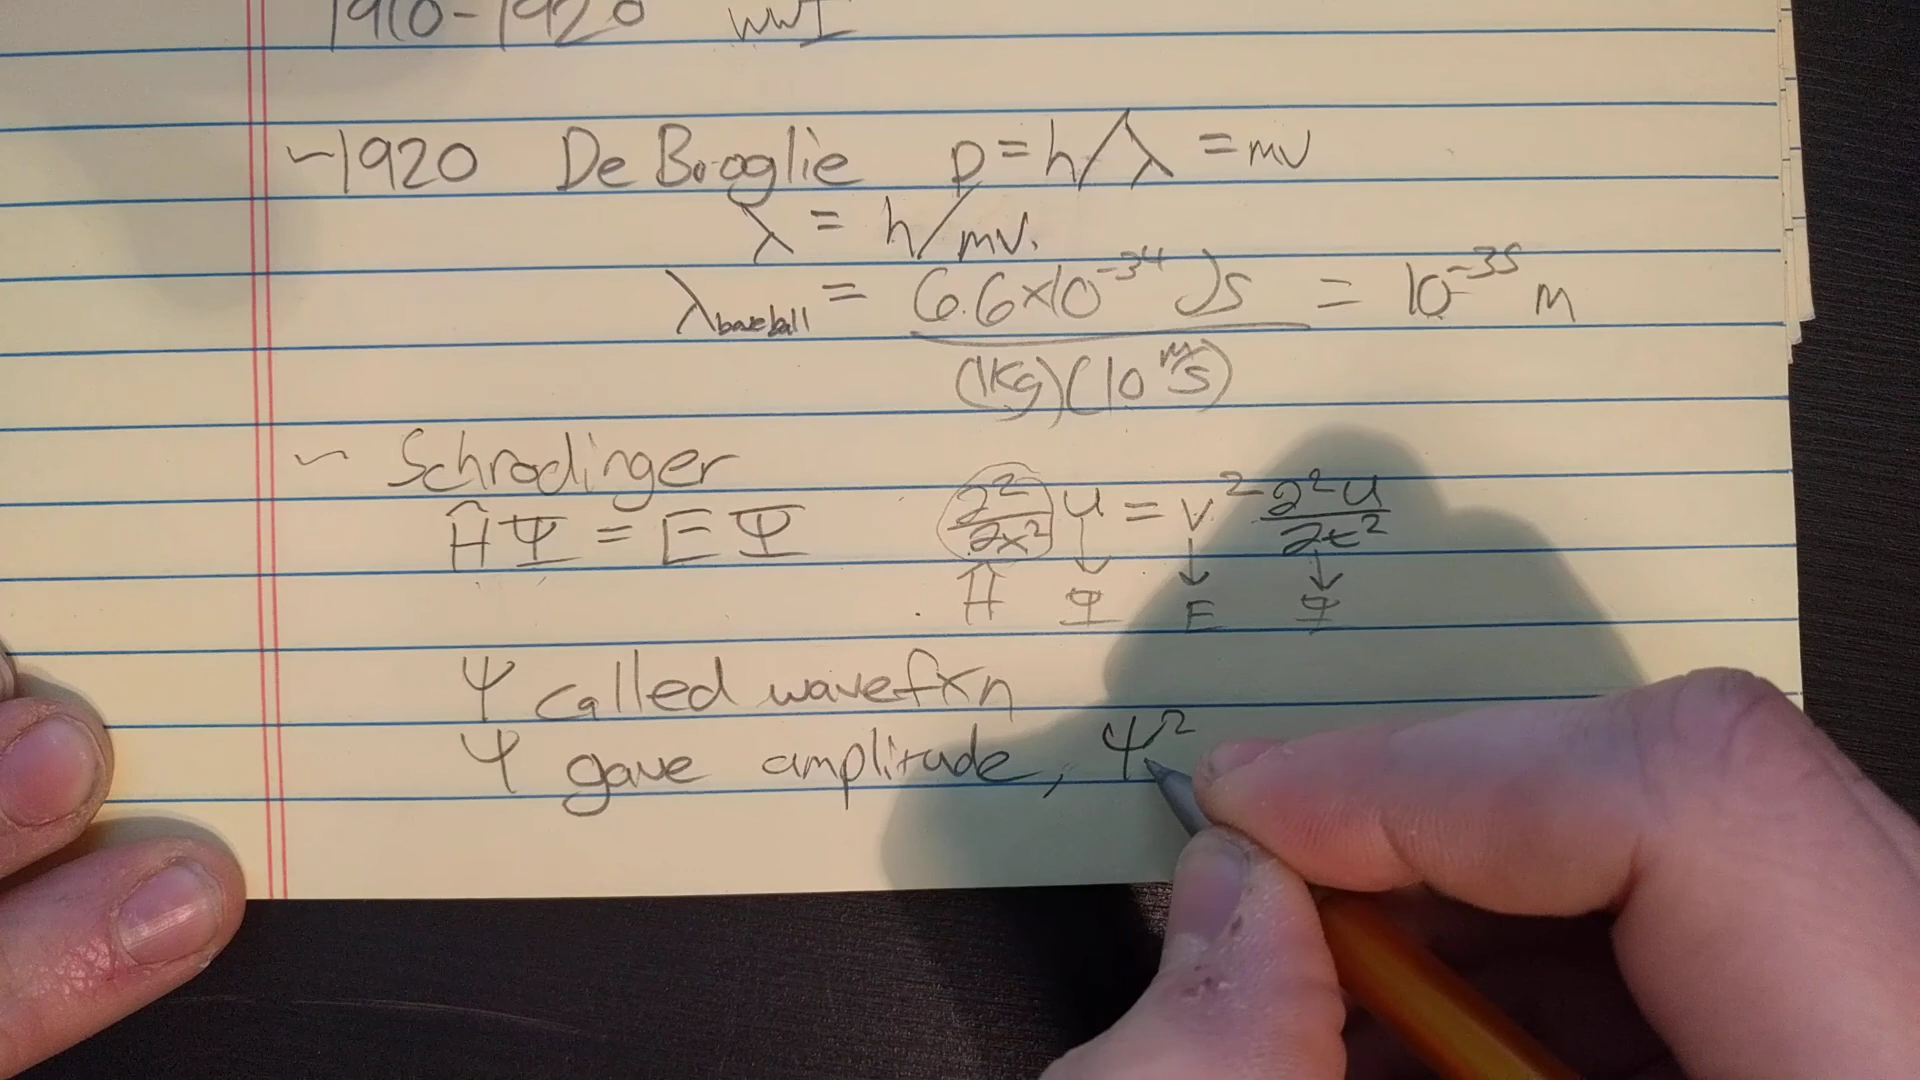 1910-1920 WWI
~1920 De Broglie p = h/λ = mv
λ = h/mv.
λbaseball = 6.6×10^-34 Js / (1kg)(10 m/s) = 10^-35 m
~ Schrodinger
ĤΨ = EΨ ∂²/∂x² u = v² ∂²u/∂t²
Ĥ Ψ E Ψ
Ψ called wavefxn
Ψ gave amplitude, Ψ²